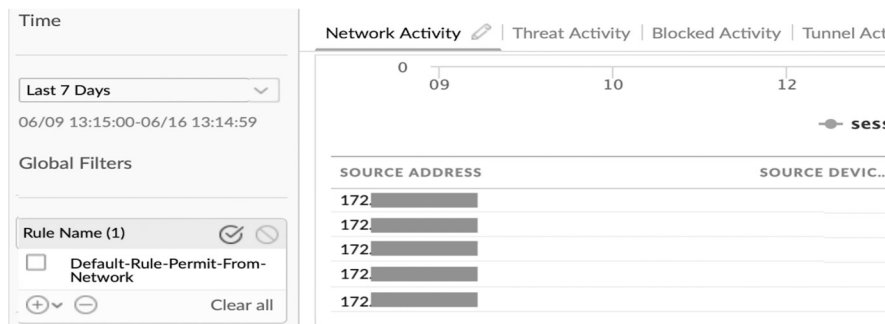 Time
Last 7 Days
06/09 13:15:00-06/16 13:14:59
Global Filters
Rule Name (1)
Default-Rule-Permit-From-
Network
Clear all
Network Activity | Threat Activity | Blocked Activity | Tunnel Act
0
09 10 12
sess
SOURCE ADDRESS SOURCE DEVIC...
172.
172.
172.
172.
172.